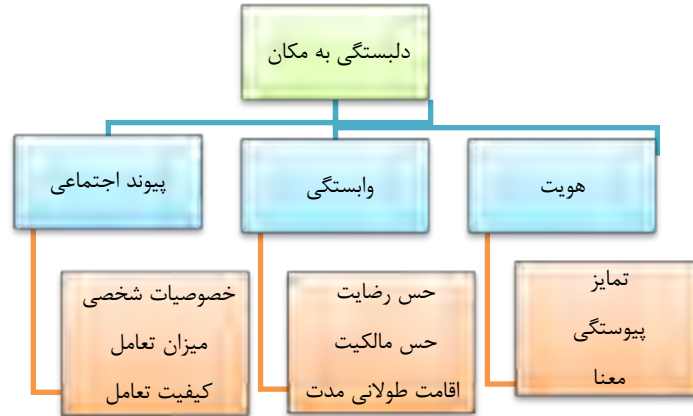 دلبستگی به مکان
هویت
وابستگی
پیوند اجتماعی
تمایز
پیوستگی
معنا
حس رضایت
حس مالکیت
اقامت طولانی مدت
خصوصیات شخصی
میزان تعامل
کیفیت تعامل